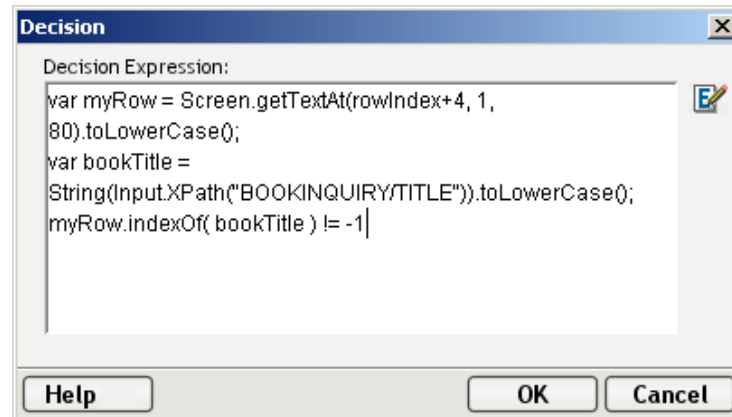 Decision
Decision Expression:
var myRow = Screen.getTextAt(rowIndex+4, 1,
80).toLowerCase();
var bookTitle =
String(Input.XPath("BOOKINQUIRY/TITLE")).toLowerCase();
myRow.indexOf( bookTitle ) != -1
Help
OK
Cancel